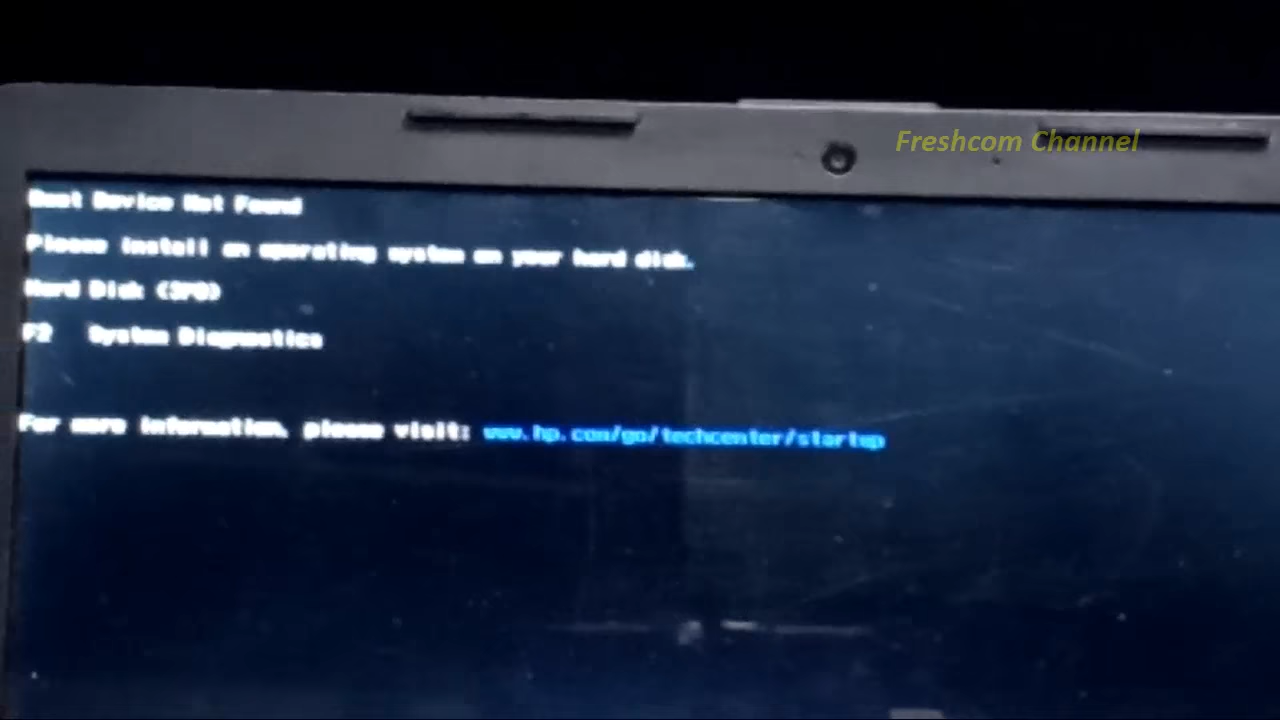 Freshcom Channel
Boot Device Not Found
Please install an operating system on your hard disk.
Hard Disk (3F0)
F2 System Diagnostics
For more information, please visit: www.hp.com/go/techcenter/startup